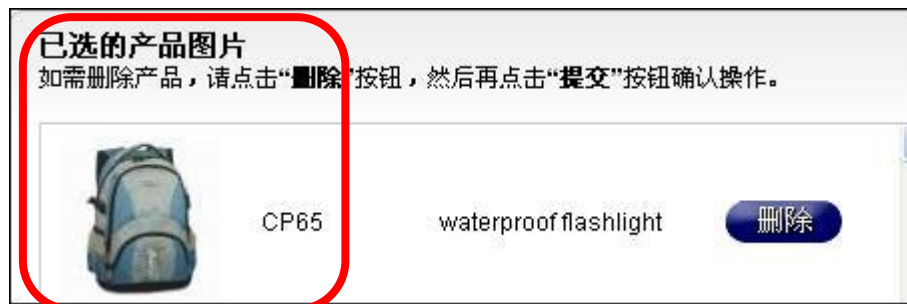 已选的产品图片
如需删除产品，请点击“删除”按钮，然后再点击“提交”按钮确认操作。
CP65 waterproof flashlight 删除